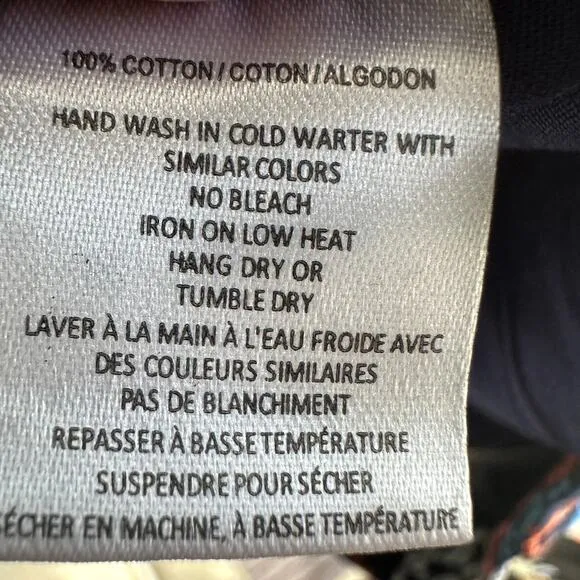 100% COTTON/COTON/ALGODON
HAND WASH IN COLD WARTER WITH
SIMILAR COLORS
NO BLEACH
IRON ON LOW HEAT
HANG DRY OR
TUMBLE DRY
LAVER À LA MAIN À L'EAU FROIDE AVEC
DES COULEURS SIMILAIRES
PAS DE BLANCHIMENT
REPASSER À BASSE TEMPÉRATURE
SUSPENDRE POUR SÉCHER
SÉCHER EN MACHINE, À BASSE TEMPÉRATURE